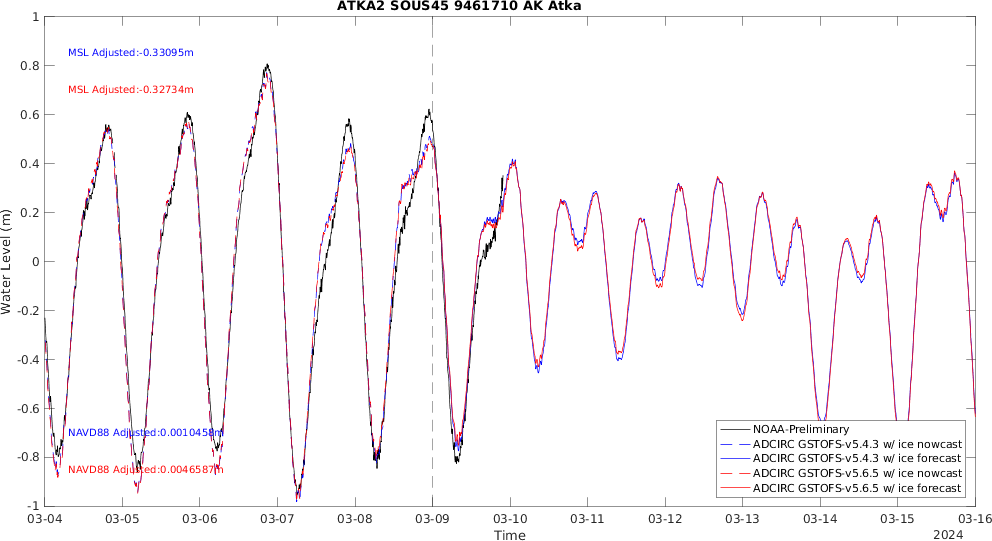 ATKA2 SOUS45 9461710 AK Atka
MSL Adjusted:-0.33095m
MSL Adjusted:-0.32734m
NAVD88 Adjusted:0.0010458m
NAVD88 Adjusted:0.0046587m
Water Level (m)
1
0.8
0.6
0.4
0.2
0
-0.2
-0.4
-0.6
-0.8
-1
NOAA-Preliminary
ADCIRC GSTOFS-v5.4.3 w/ ice nowcast
ADCIRC GSTOFS-v5.4.3 w/ ice forecast
ADCIRC GSTOFS-v5.6.5 w/ ice nowcast
ADCIRC GSTOFS-v5.6.5 w/ ice forecast
03-04 03-05 03-06 03-07 03-08 03-09 03-10 03-11 03-12 03-13 03-14 03-15 03-16
Time
2024